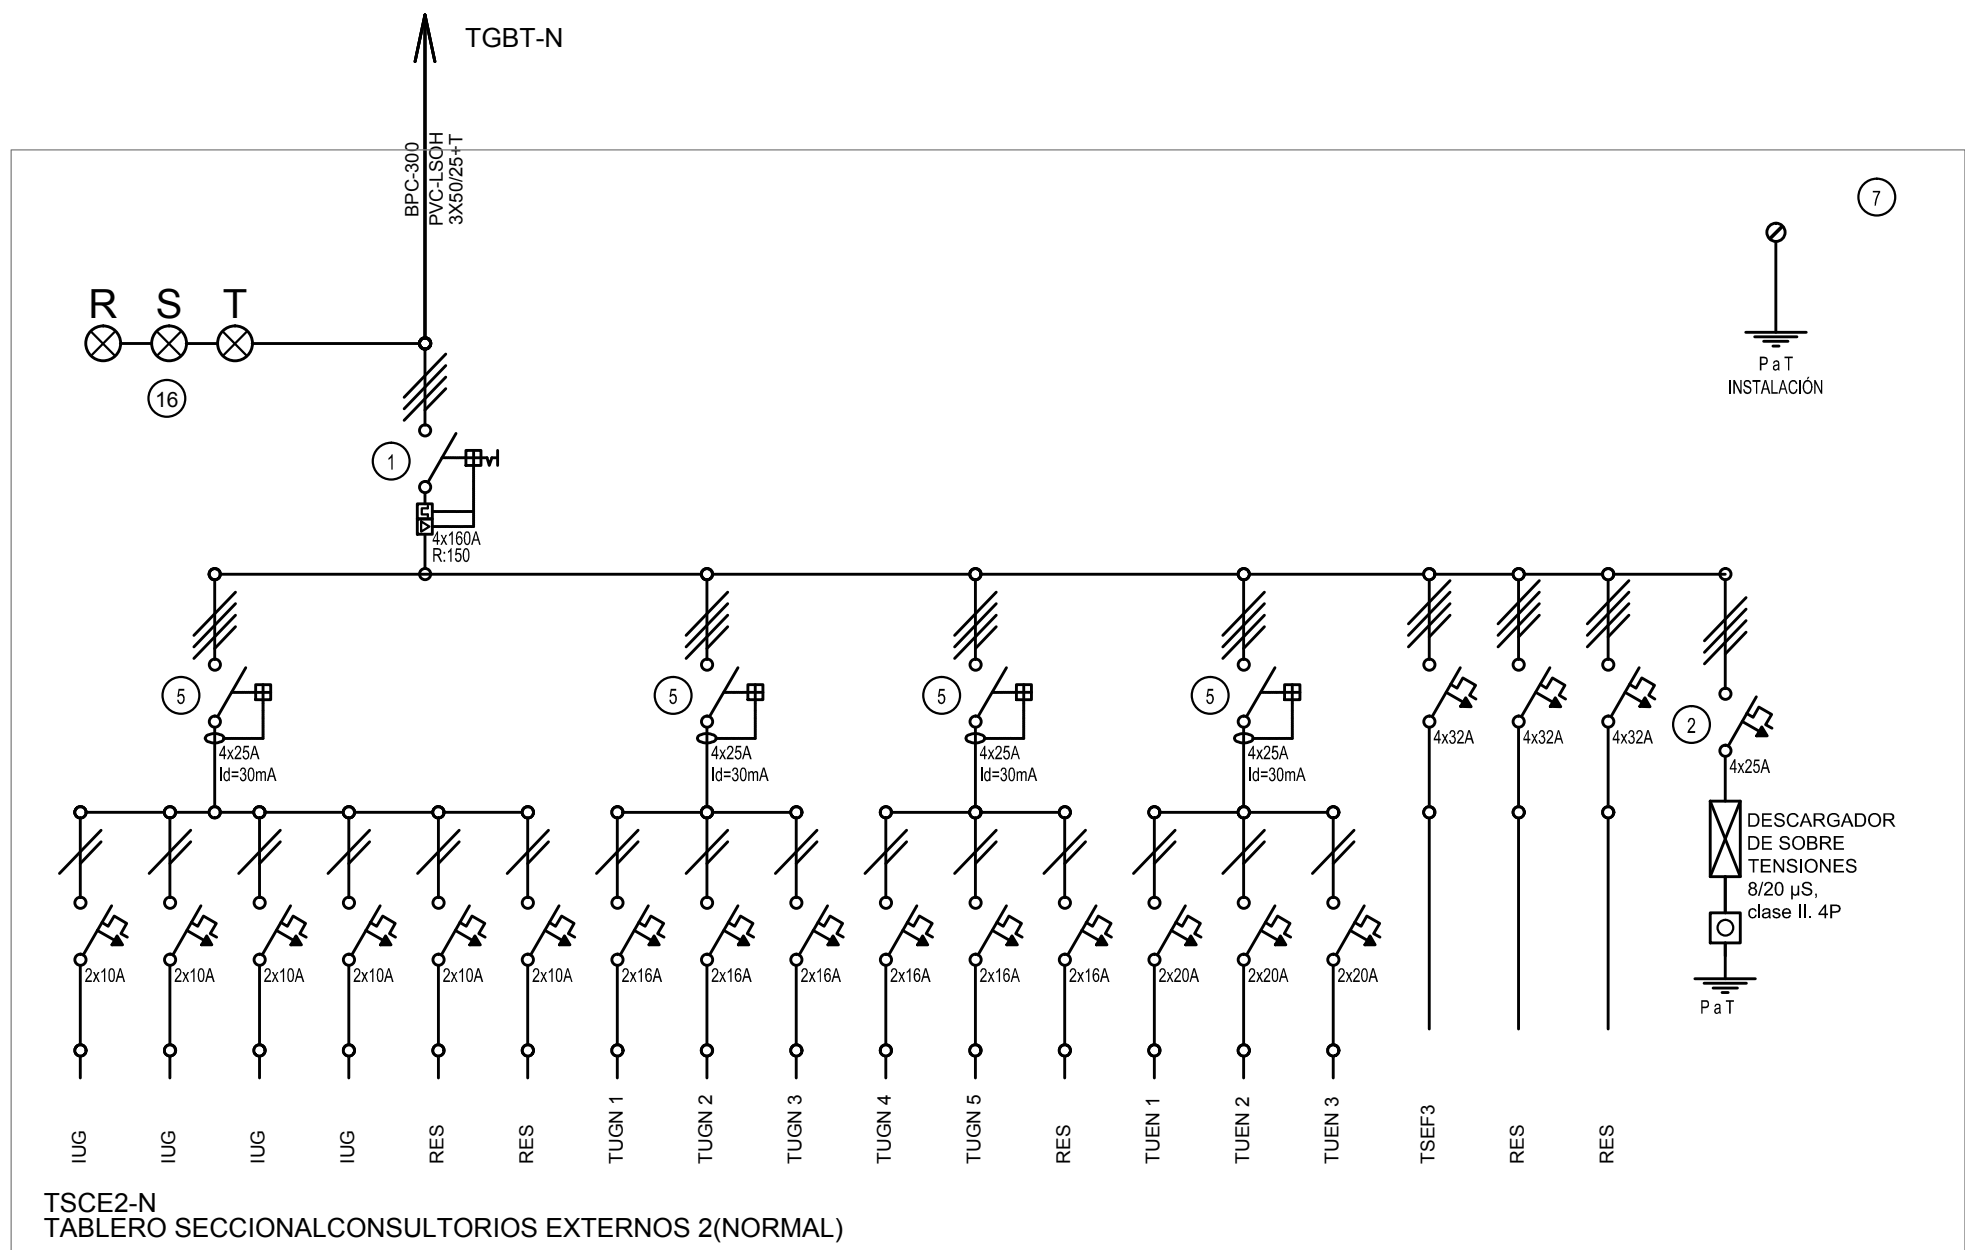 TGBT-N
BPC-300
PVC-LSOH
3X50/25+T
7
R S T
16
P a T
INSTALACIÓN
1
4x160A
R:150
5
4x25A
Id=30mA
5
4x25A
Id=30mA
5
4x25A
Id=30mA
5
4x25A
Id=30mA
4x32A
4x32A
4x32A
2
4x25A
DESCARGADOR
DE SOBRE
TENSIONES
8/20 µS,
clase II. 4P
P a T
2x10A
2x10A
2x10A
2x10A
2x10A
2x10A
2x16A
2x16A
2x16A
2x16A
2x16A
2x16A
2x20A
2x20A
2x20A
IUG
IUG
IUG
IUG
RES
RES
TUGN 1
TUGN 2
TUGN 3
TUGN 4
TUGN 5
RES
TUEN 1
TUEN 2
TUEN 3
TSEF3
RES
RES
TSCE2-N
TABLERO SECCIONALCONSULTORIOS EXTERNOS 2(NORMAL)